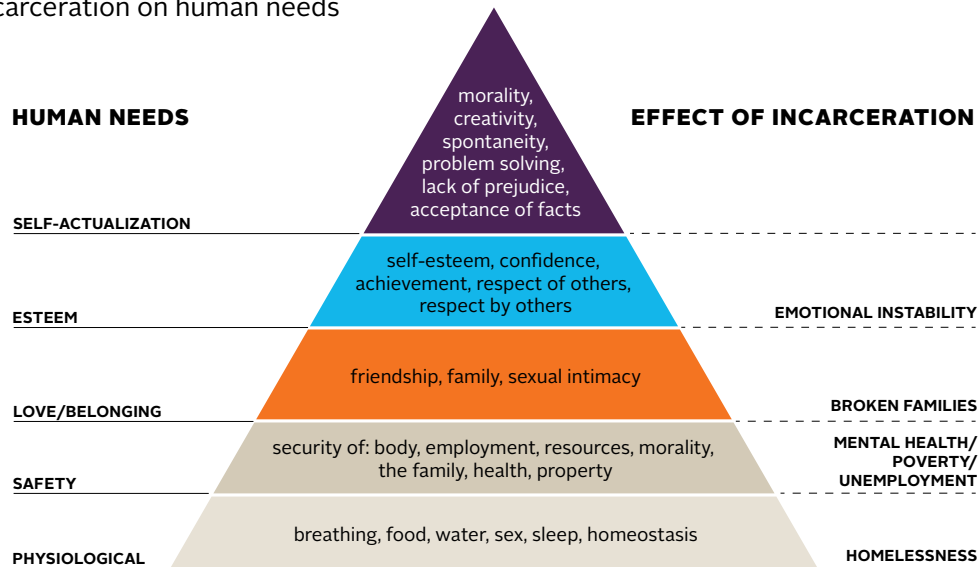 carceration on human needs
HUMAN NEEDS
EFFECT OF INCARCERATION
morality,
creativity,
spontaneity,
problem solving,
lack of prejudice,
acceptance of facts
SELF-ACTUALIZATION
self-esteem, confidence,
achievement, respect of others,
respect by others
ESTEEM
EMOTIONAL INSTABILITY
friendship, family, sexual intimacy
LOVE/BELONGING
BROKEN FAMILIES
security of: body, employment, resources, morality,
the family, health, property
SAFETY
MENTAL HEALTH/
POVERTY/
UNEMPLOYMENT
breathing, food, water, sex, sleep, homeostasis
PHYSIOLOGICAL
HOMELESSNESS